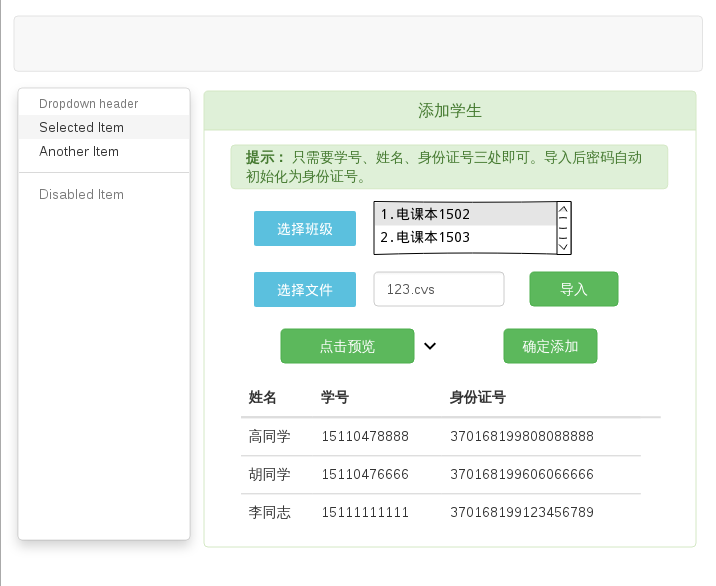 Dropdown header
Selected Item
Another Item
Disabled Item
添加学生
提示： 只需要学号、姓名、身份证号三处即可。导入后密码自动
初始化为身份证号。
选择班级
1.电课本1502
2.电课本1503
选择文件
123.cvs
导入
点击预览
确定添加
姓名 学号 身份证号
高同学 15110478888 370168199808088888
胡同学 15110476666 370168199606066666
李同志 15111111111 370168199123456789